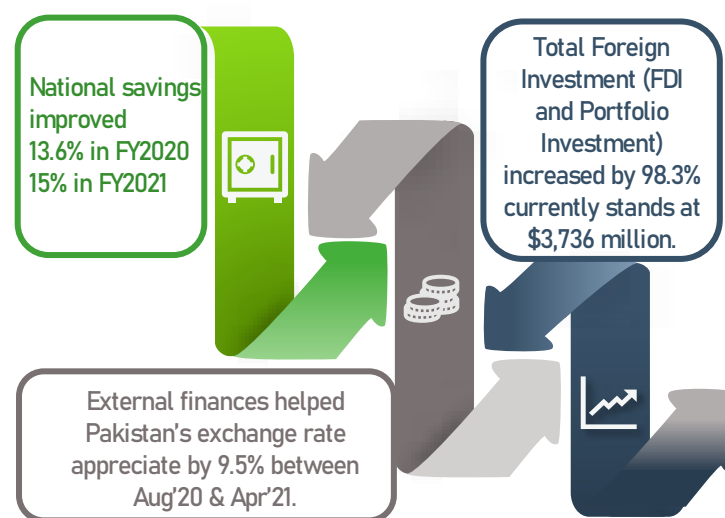 National savings
improved
13.6% in FY2020
15% in FY2021
Total Foreign
Investment (FDI
and Portfolio
Investment)
increased by 98.3%
currently stands at
$3,736 million.
External finances helped
Pakistan's exchange rate
appreciate by 9.5% between
Aug'20 & Apr'21.